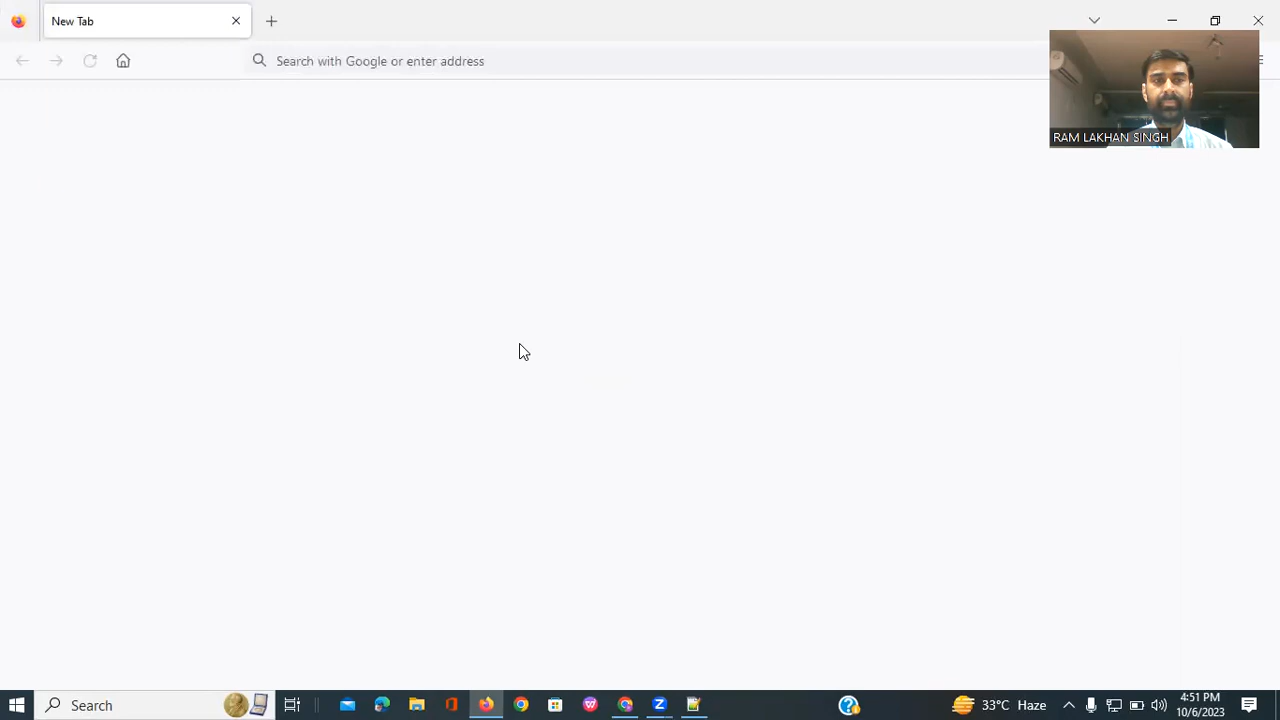 New Tab
Search with Google or enter address
RAM LAKHAN SINGH
Search
33°C Haze
4:51 PM
10/6/2023